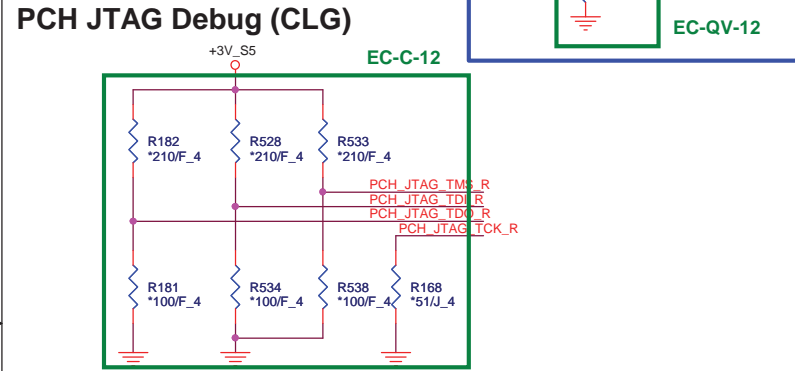 PCH JTAG Debug (CLG)
EC-QV-12
+3V_S5
EC-C-12
R182
*210/F_4
R528
*210/F_4
R533
*210/F_4
PCH_JTAG_TMS_R
PCH_JTAG_TDI_R
PCH_JTAG_TDO_R
PCH_JTAG_TCK_R
R181
*100/F_4
R534
*100/F_4
R538
*100/F_4
R168
*51/J_4